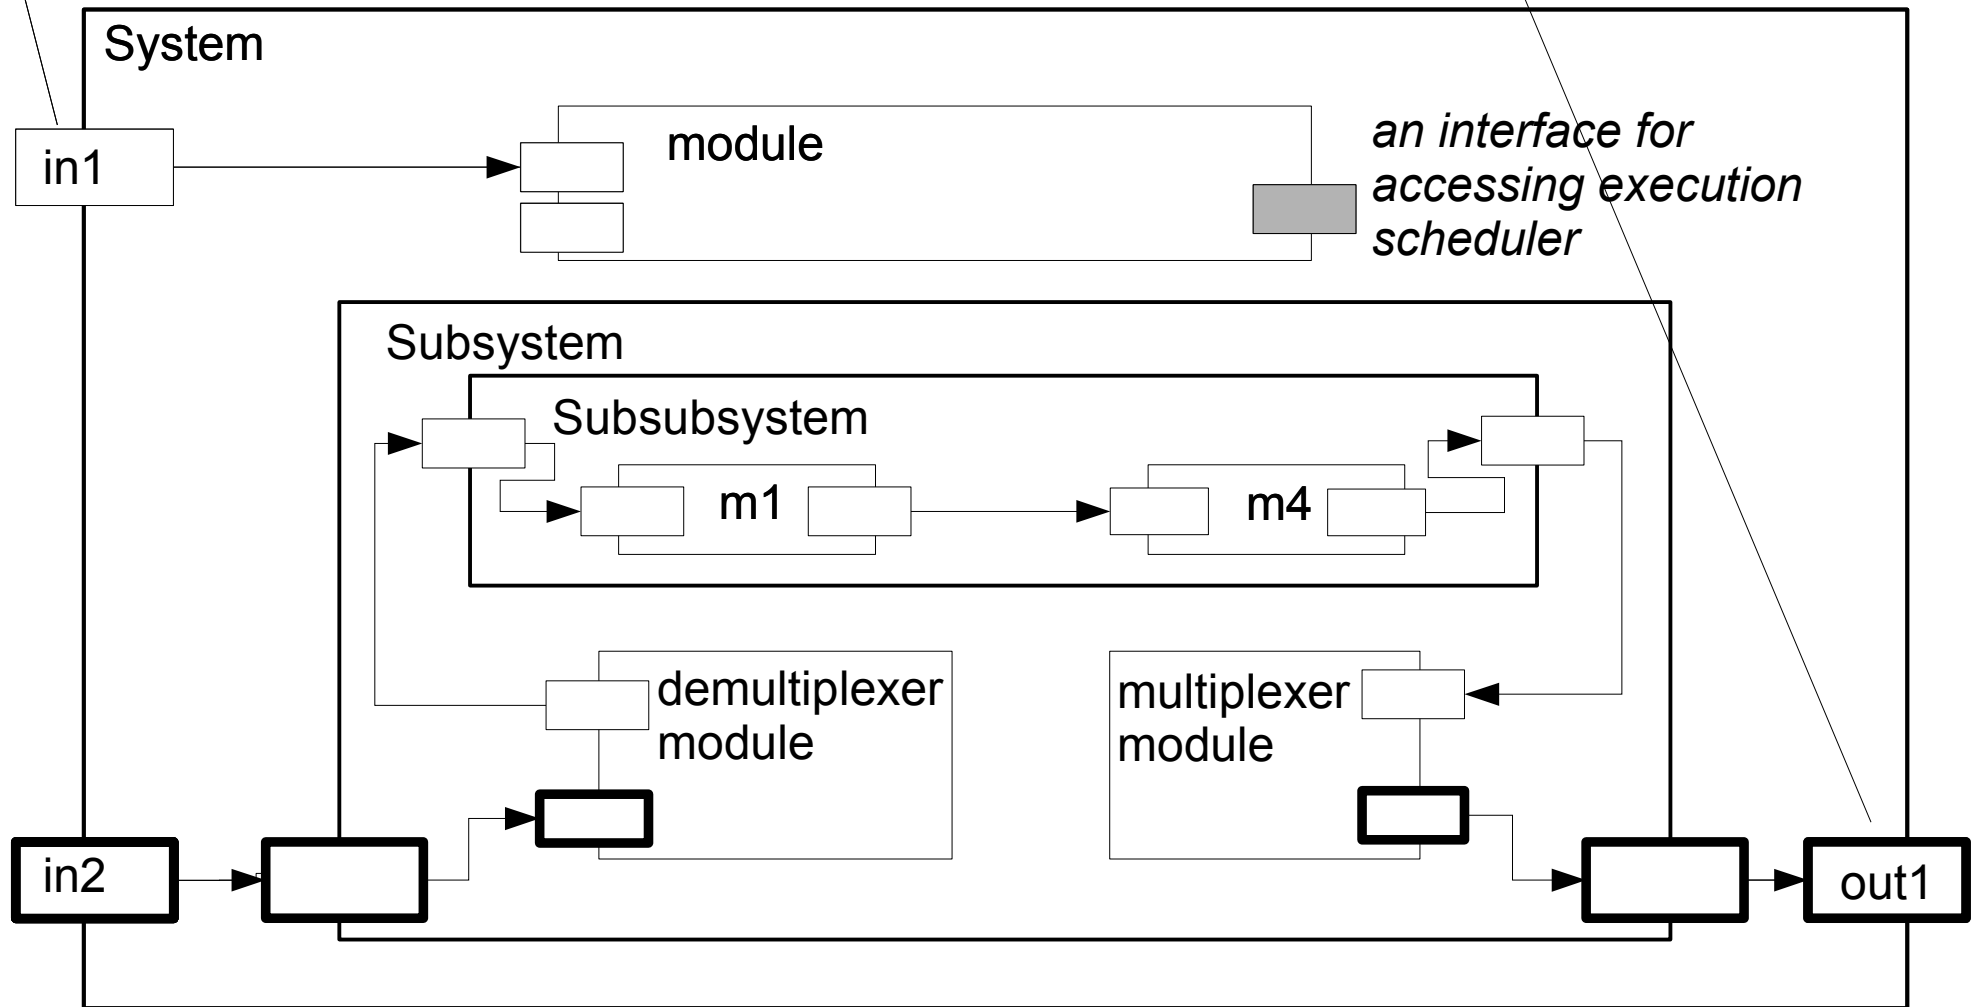 System
in1
module
an interface for
accessing execution
scheduler
Subsystem
Subsubsystem
m1
m4
demultiplexer
module
multiplexer
module
in2
out1